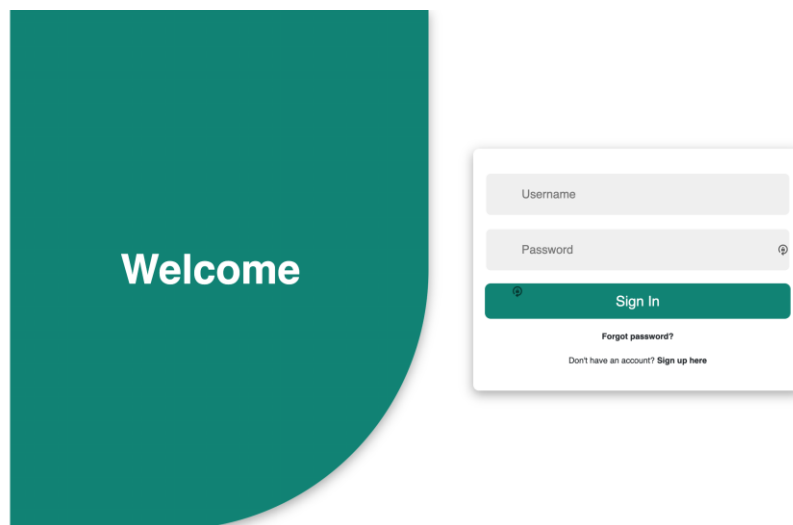 Welcome
Username
Password
Sign In
Forgot password?
Don't have an account? Sign up here